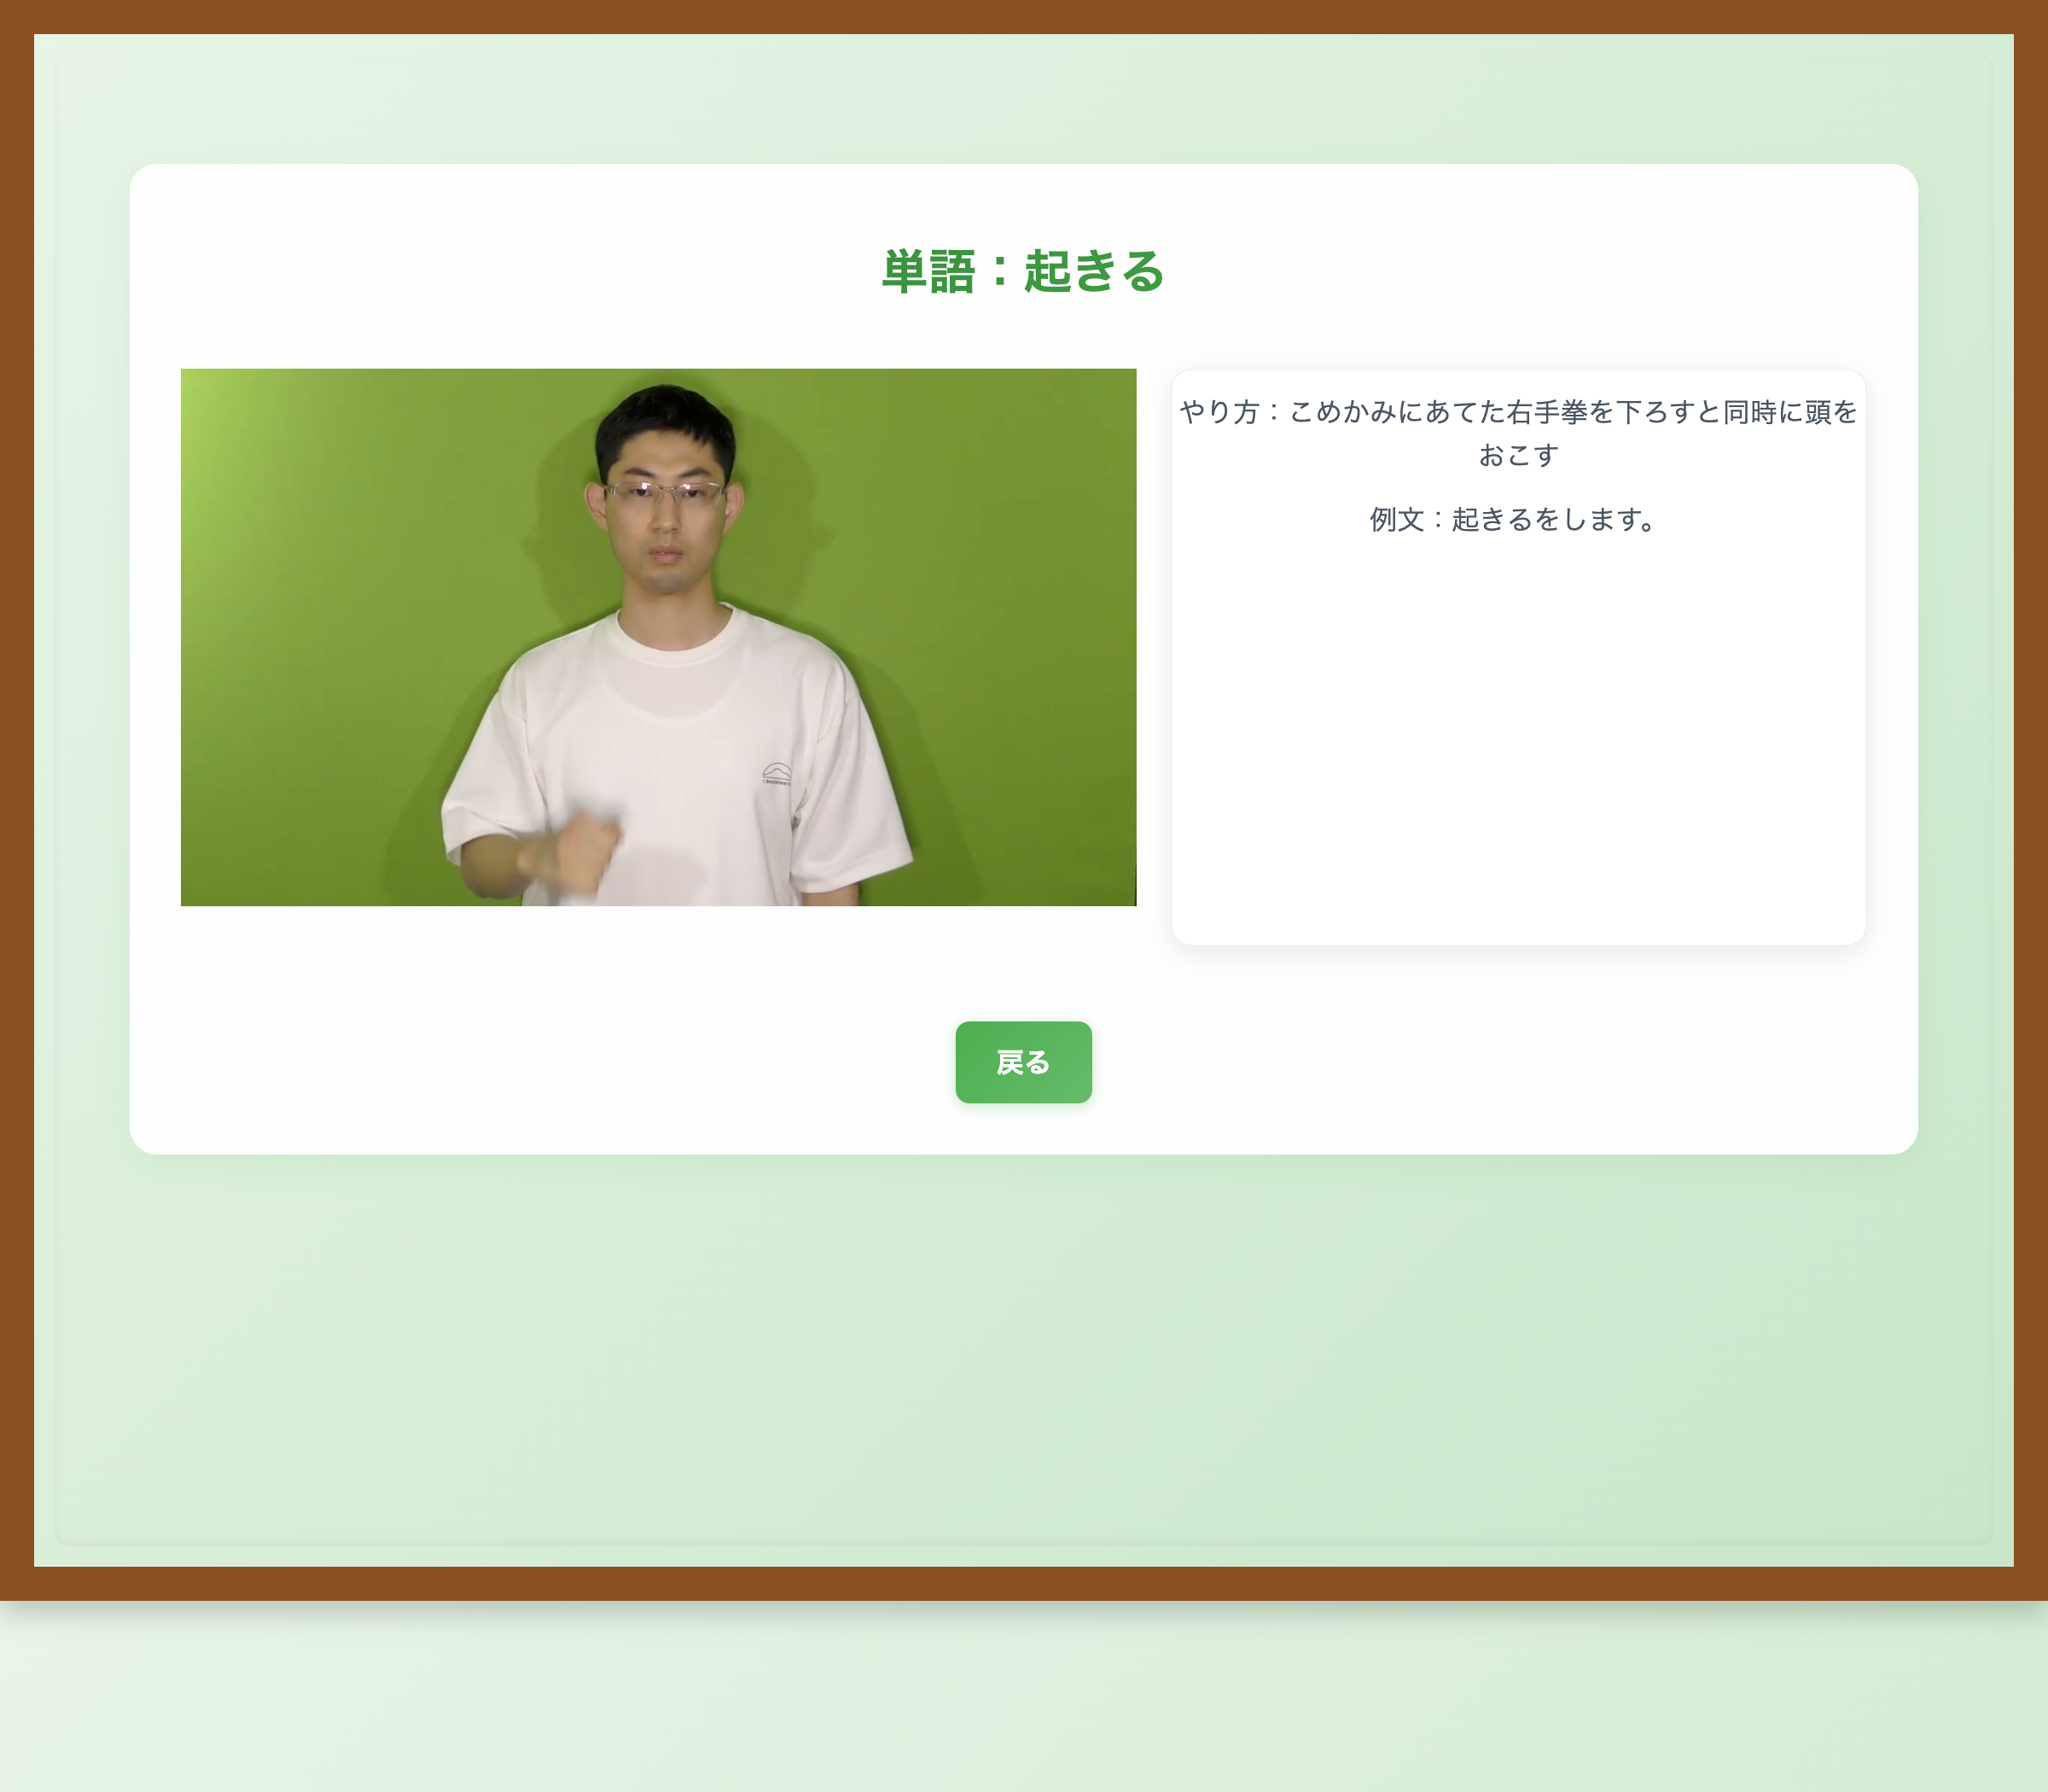 単語：起きる
やり方：こめかみにあてた右手拳を下ろすと同時に頭を
おこす
例文：起きるをします。
戻る